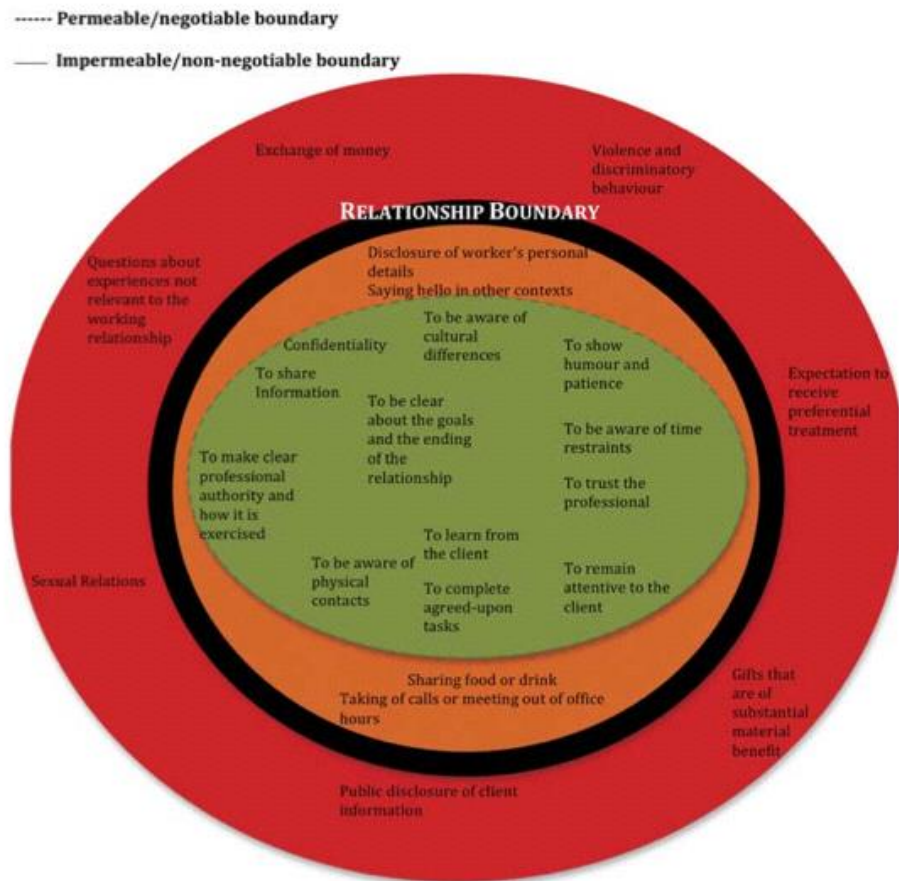 ------ Permeable/negotiable boundary
—— Impermeable/non-negotiable boundary
Exchange of money
Violence and
discriminatory
behaviour
RELATIONSHIP BOUNDARY
Questions about
experiences not
relevant to the
working
relationship
Disclosure of worker's personal
details
Saying hello in other contexts
Confidentiality
To be aware of
cultural
differences
To show
humour and
patience
To share
Information
To be clear
about the goals
and the ending
of the
relationship
Expectation to
receive
preferential
treatment
To be aware of time
restraints
To make clear
professional
authority and
how it is
exercised
To trust the
professional
To learn from
the client
To be aware of
physical
contacts
To complete
agreed-upon
tasks
To remain
attentive to the
client
Sexual Relations
Sharing food or drink
Taking of calls or meeting out of office
hours
Gifts that
are of
substantial
material
benefit
Public disclosure of client
information